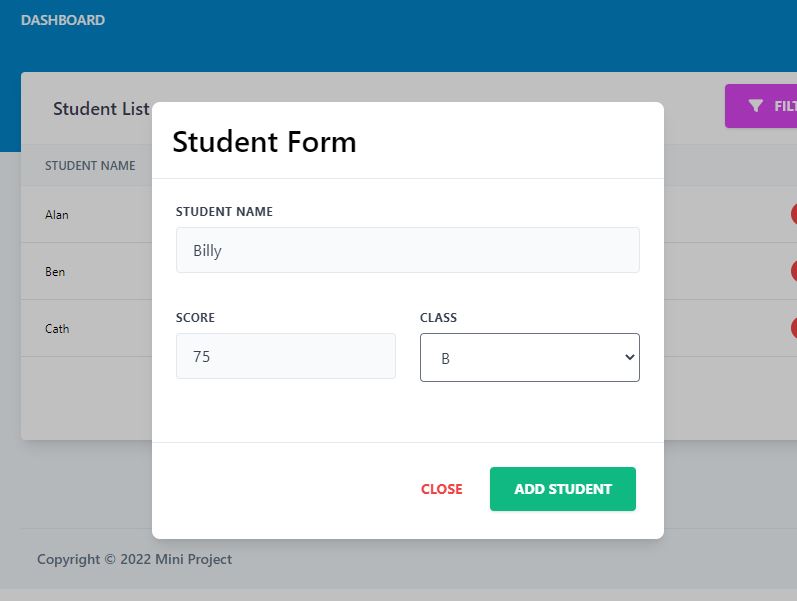 DASHBOARD
Student List
Student Form
STUDENT NAME
STUDENT NAME
Billy
Alan
Ben
SCORE
CLASS
Cath
75
B
CLOSE
ADD STUDENT
Copyright © 2022 Mini Project